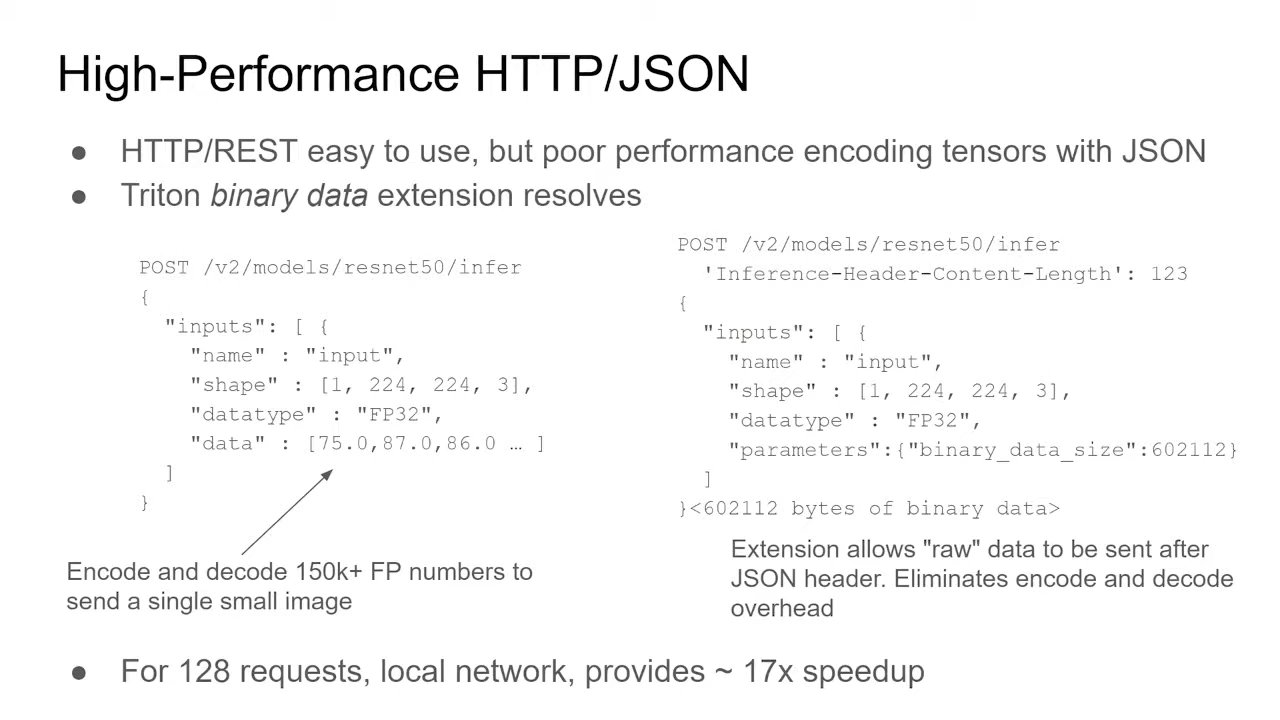 High-Performance HTTP/JSON
● HTTP/REST easy to use, but poor performance encoding tensors with JSON
● Triton binary data extension resolves
POST /v2/models/resnet50/infer
{
"inputs": [ {
"name" : "input",
"shape" : [1, 224, 224, 3],
"datatype" : "FP32",
"data" : [75.0,87.0,86.0 … ]
]
}
Encode and decode 150k+ FP numbers to
send a single small image
POST /v2/models/resnet50/infer
'Inference-Header-Content-Length': 123
{
"inputs": [ {
"name" : "input",
"shape" : [1, 224, 224, 3],
"datatype" : "FP32",
"parameters":{"binary_data_size":602112}
]
}<602112 bytes of binary data>
Extension allows "raw" data to be sent after
JSON header. Eliminates encode and decode
overhead
● For 128 requests, local network, provides ~ 17x speedup